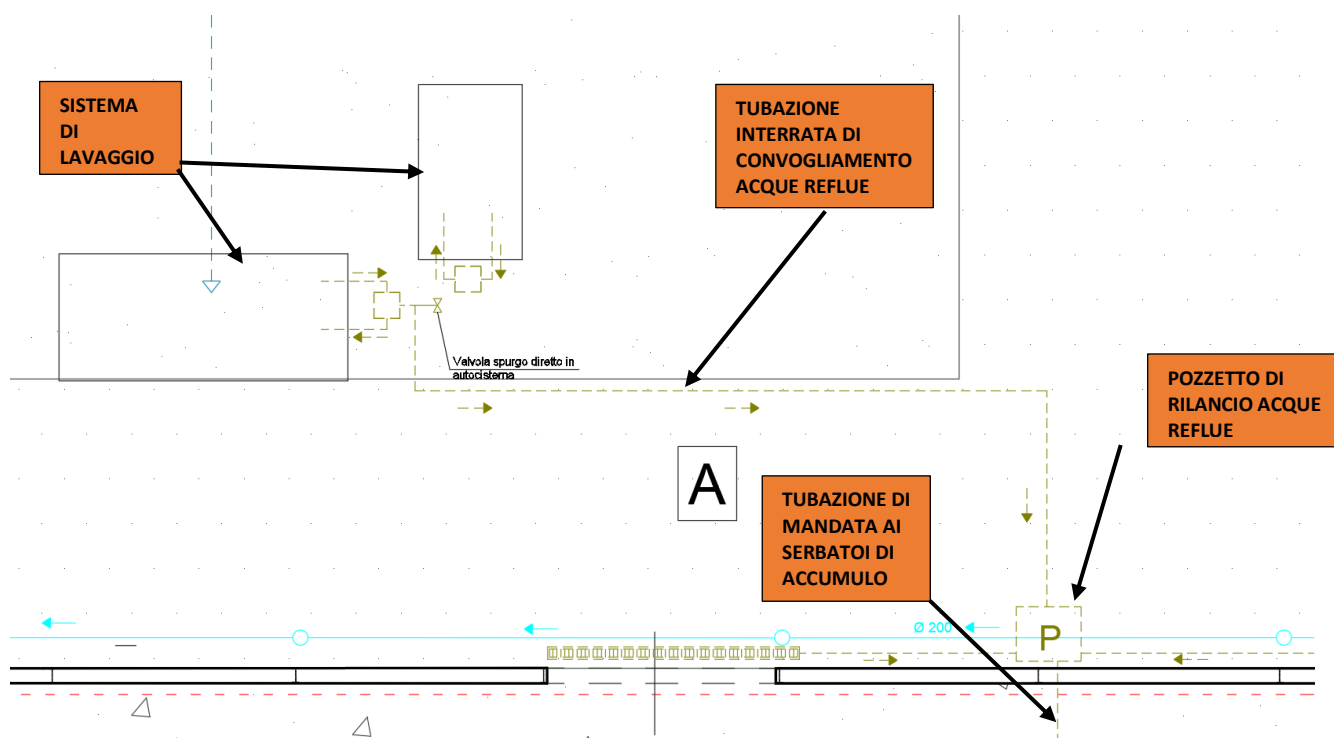 SISTEMA
DI
LAVAGGIO
TUBAZIONE
INTERRATA DI
CONVOGLIAMENTO
ACQUE REFLUE
Valvola spurgo diretto in
autocisterna
POZZETTO DI
RILANCIO ACQUE
REFLUE
A
TUBAZIONE DI
MANDATA AI
SERBATOI DI
ACCUMULO
Ø 200
P